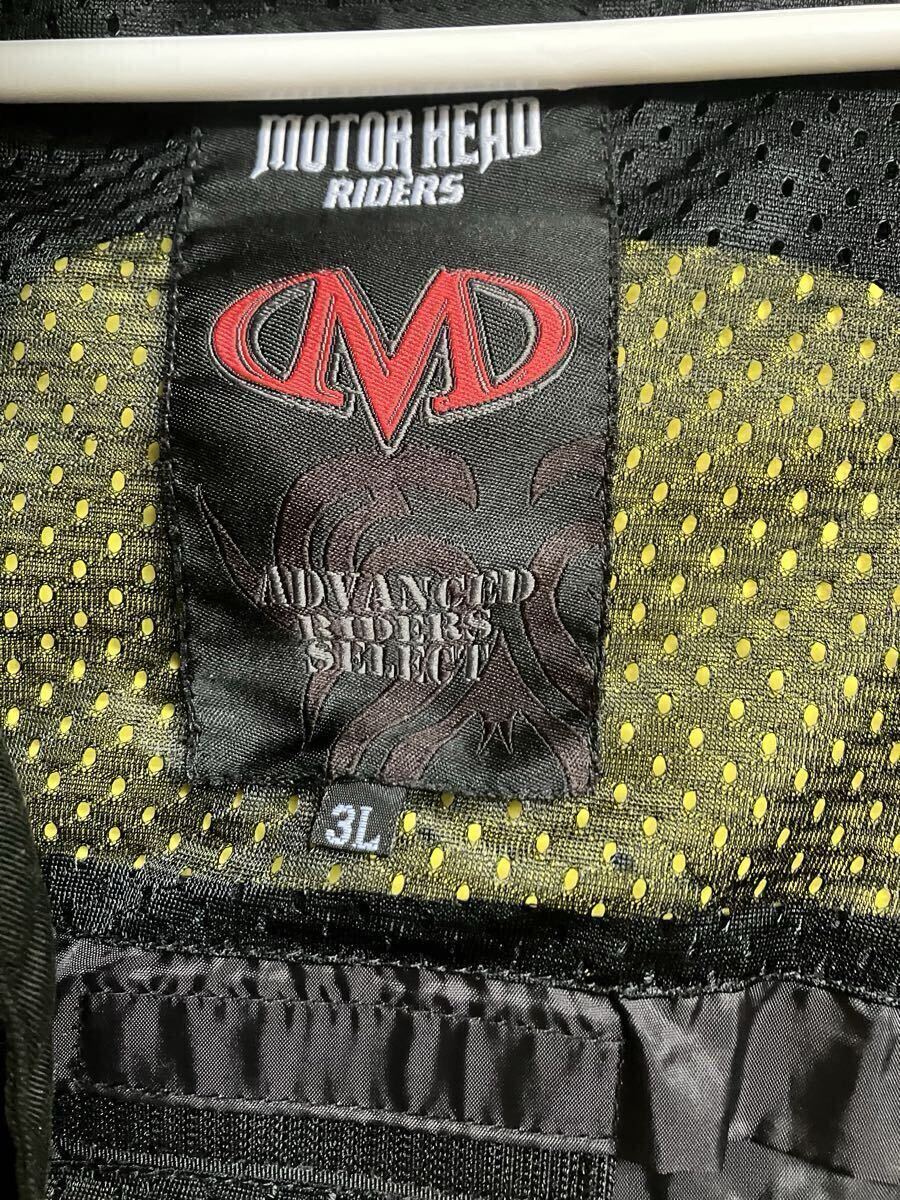 MOTOR HEAD
RIDERS
ADVANCED
RIDERS
SELECT
3L